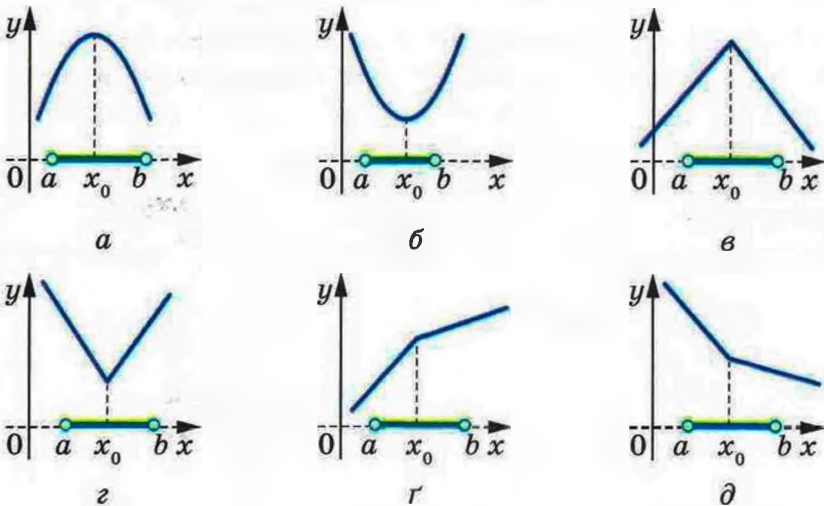 y y y
0 a x₀ b x 0 a x₀ b x 0 a x₀ b x
а б в
y y y
0 a x₀ b x 0 a x₀ b x 0 a x₀ b x
г ґ д